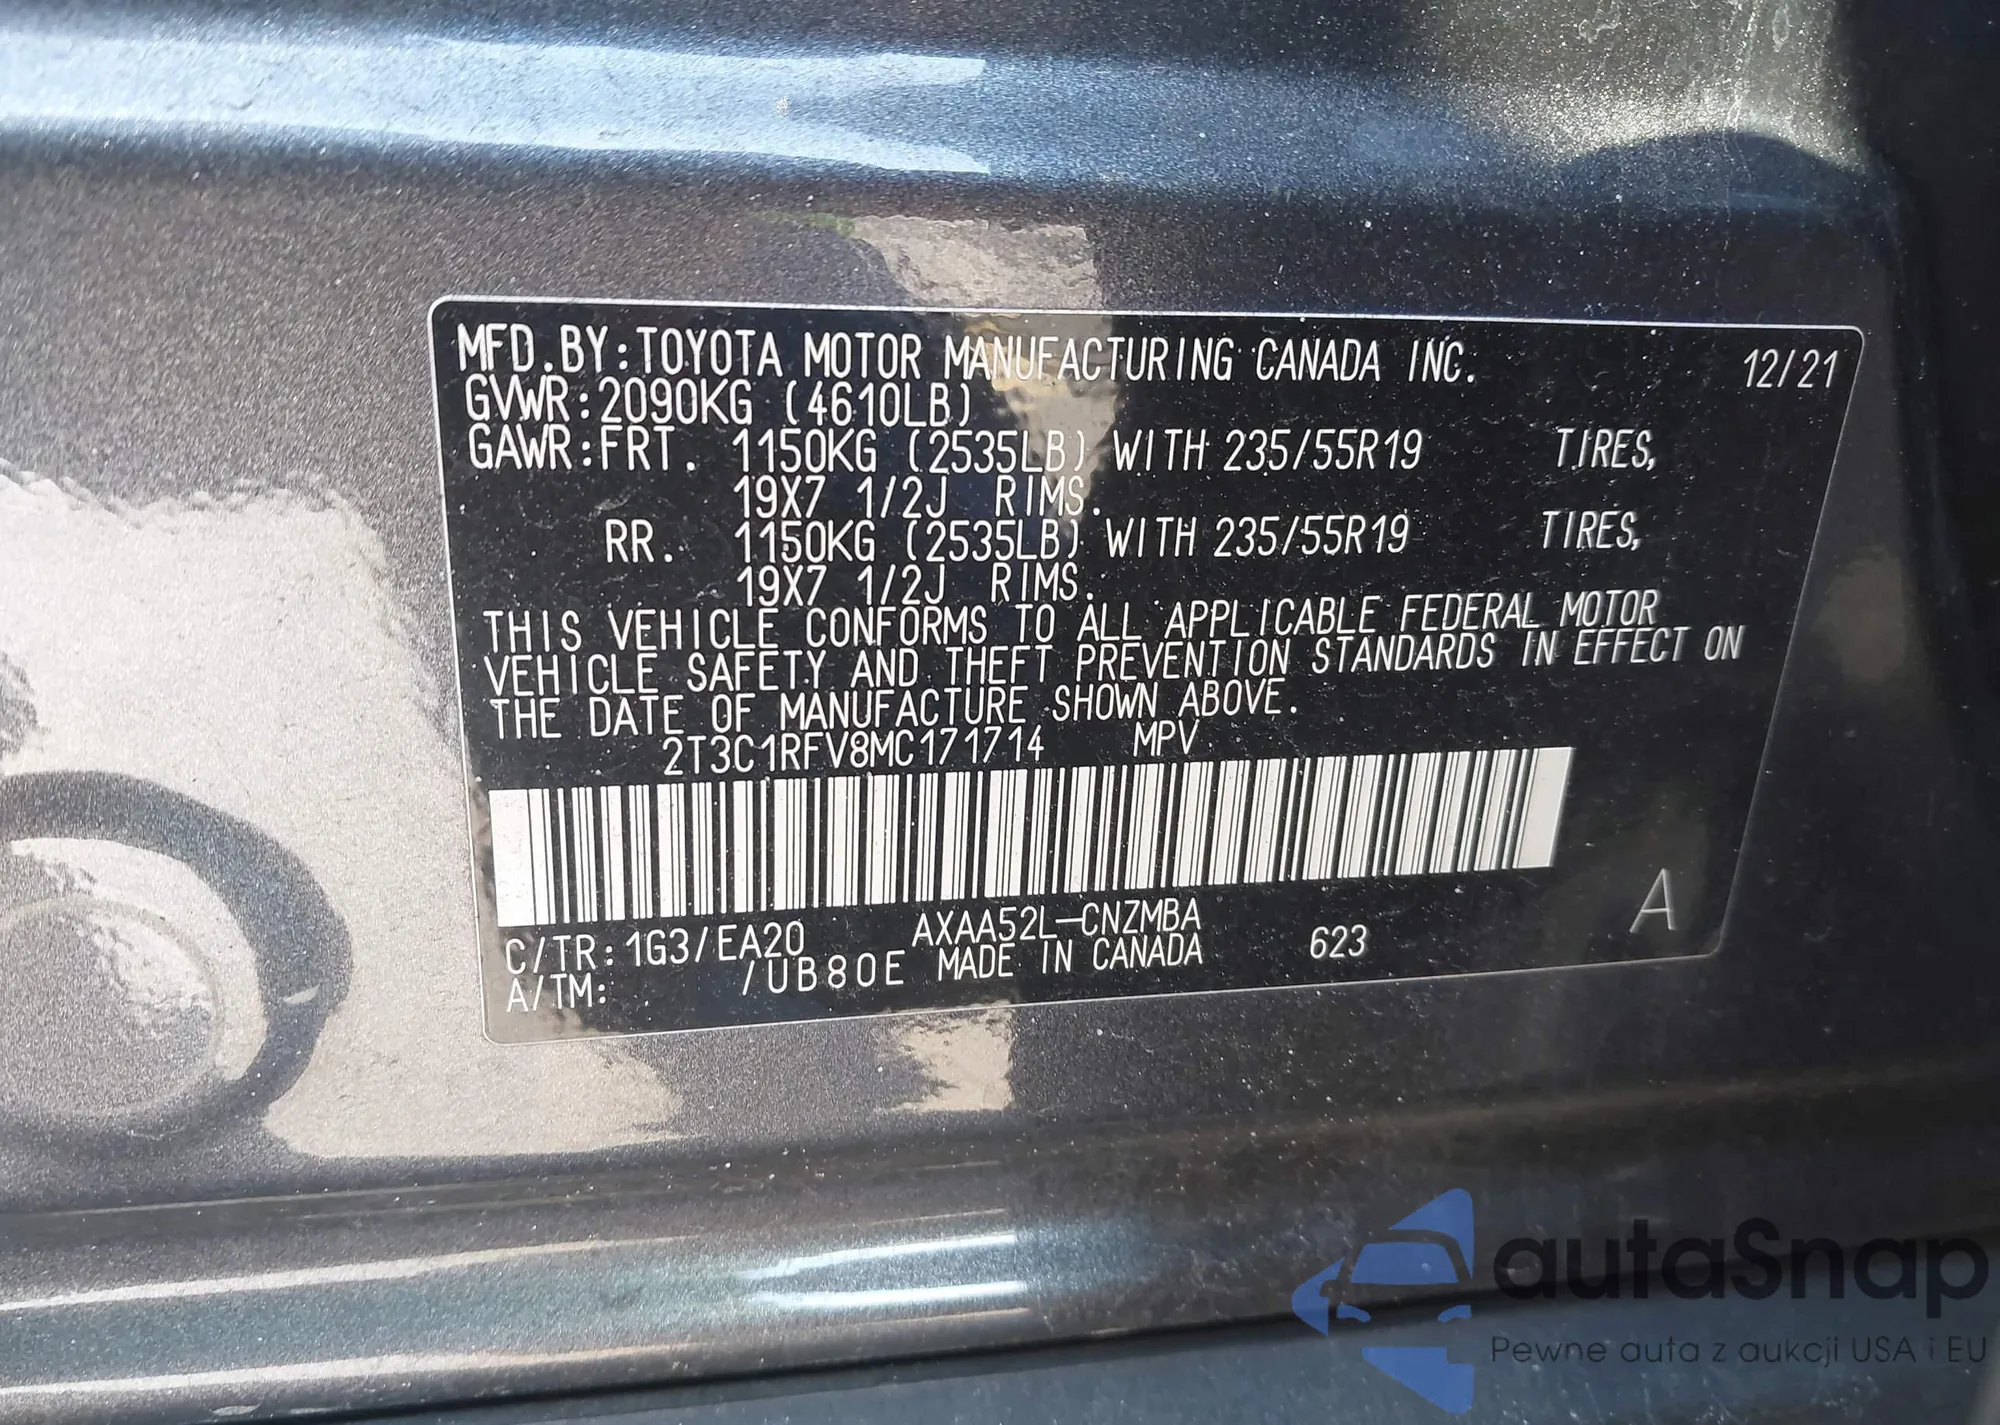 MFD.BY:TOYOTA MOTOR MANUFACTURING CANADA INC. 12/21
GVWR:2090KG (4610LB)
GAWR:FRT. 1150KG (2535LB) WITH 235/55R19 TIRES,
19X7 1/2J RIMS.
RR. 1150KG (2535LB) WITH 235/55R19 TIRES,
19X7 1/2J RIMS.
THIS VEHICLE CONFORMS TO ALL APPLICABLE FEDERAL MOTOR
VEHICLE SAFETY AND THEFT PREVENTION STANDARDS IN EFFECT ON
THE DATE OF MANUFACTURE SHOWN ABOVE.
2T3C1RFV8MC171714 MPV
C/TR:1G3/EA20 AXAA52L-CNZMBA 623 A
A/TM: /UB80E MADE IN CANADA
autaSnap
Pewne auta z aukcji USA i EU